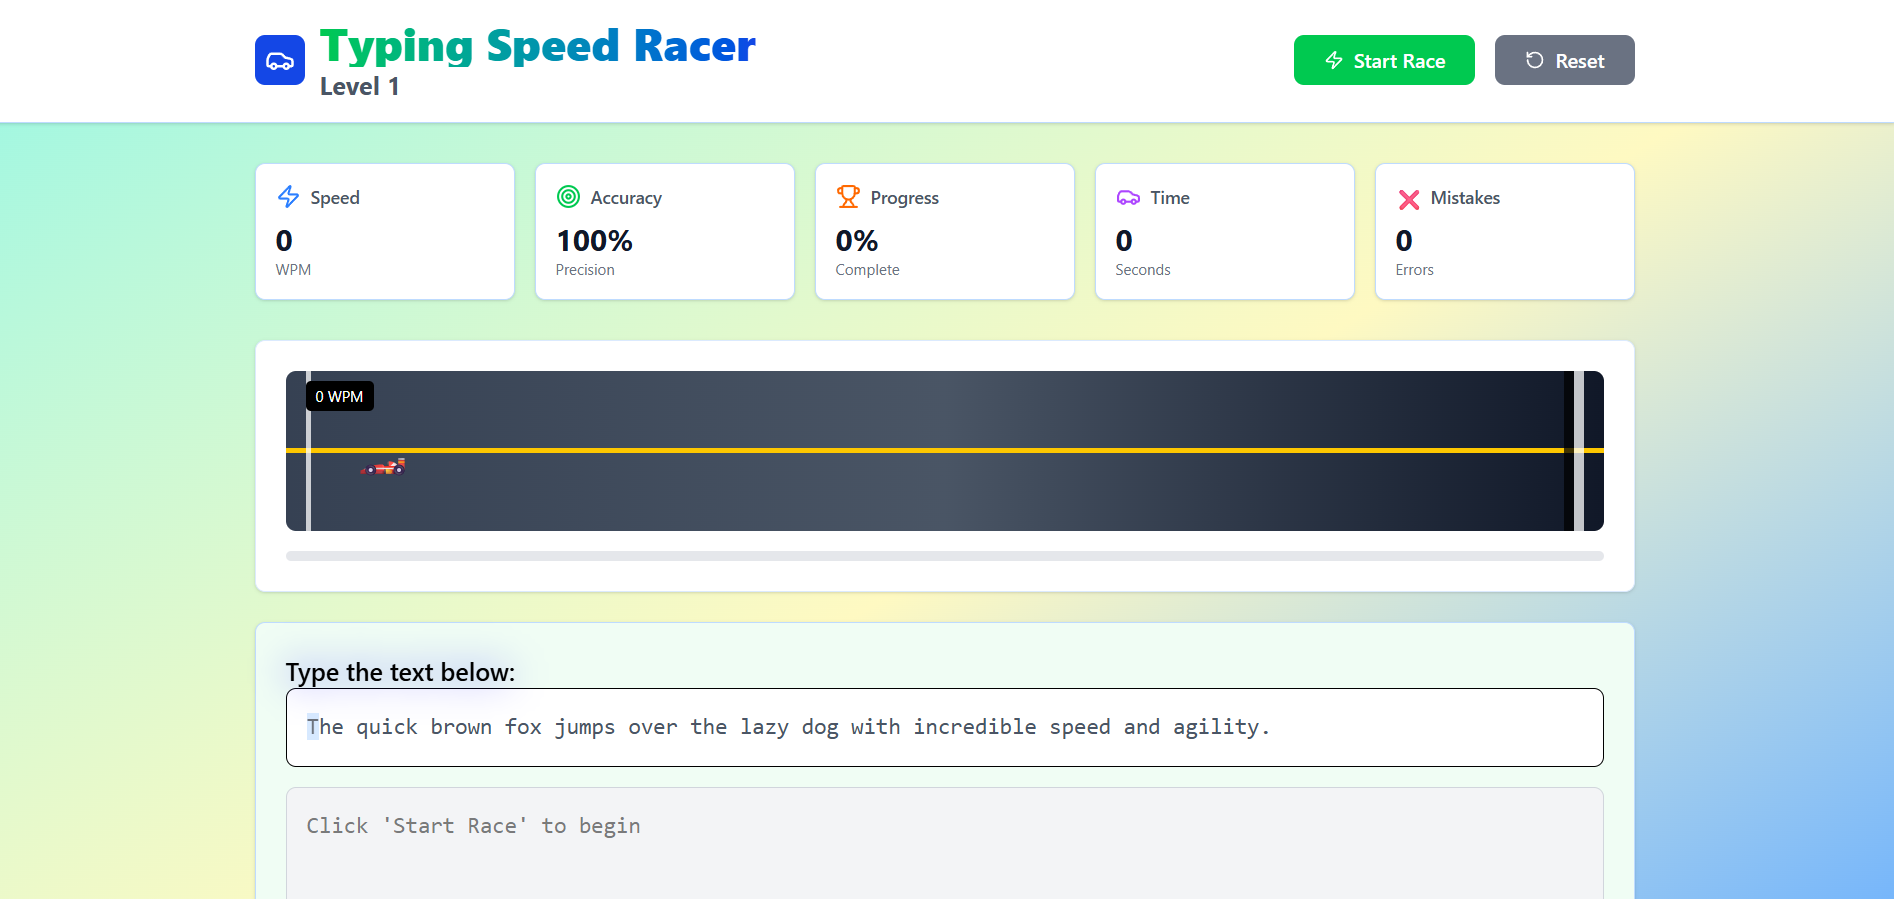 Typing Speed Racer
Level 1
Start Race
Reset
Speed
0
WPM
Accuracy
100%
Precision
Progress
0%
Complete
Time
0
Seconds
Mistakes
0
Errors
0 WPM
Type the text below:
The quick brown fox jumps over the lazy dog with incredible speed and agility.
Click 'Start Race' to begin